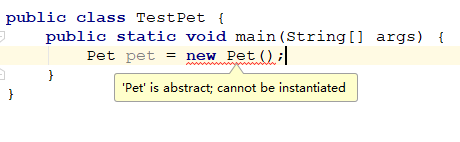 public class TestPet {
public static void main(String[] args) {
Pet pet = new Pet();
}
'Pet' is abstract; cannot be instantiated
}